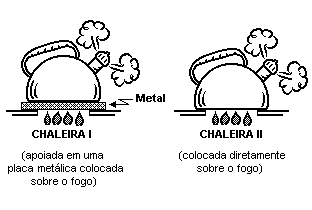 Metal
CHALEIRA I
(apoiada em uma
placa metálica colocada
sobre o fogo)
CHALEIRA II
(colocada diretamente
sobre o fogo)